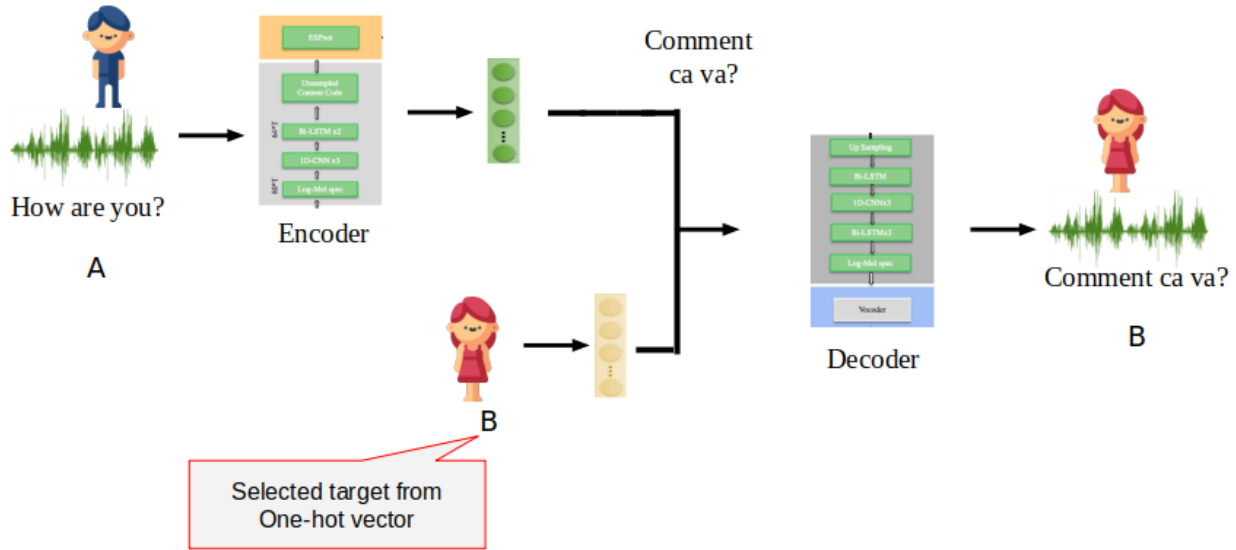 How are you?
A
ESPnet
Unsampled
Content Code
Bi-LSTM x2
1D-CNN x3
Log-Mel spec
64*T
80*T
Encoder
Comment
ca va?
B
Selected target from
One-hot vector
Up Sampling
Bi-LSTM
1D-CNNx3
Bi-LSTMx3
Log-Mel spec
Vocoder
Decoder
Comment ca va?
B